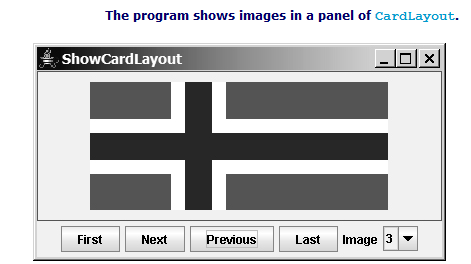 The program shows images in a panel of CardLayout.
ShowCardLayout
First Next Previous Last Image 3